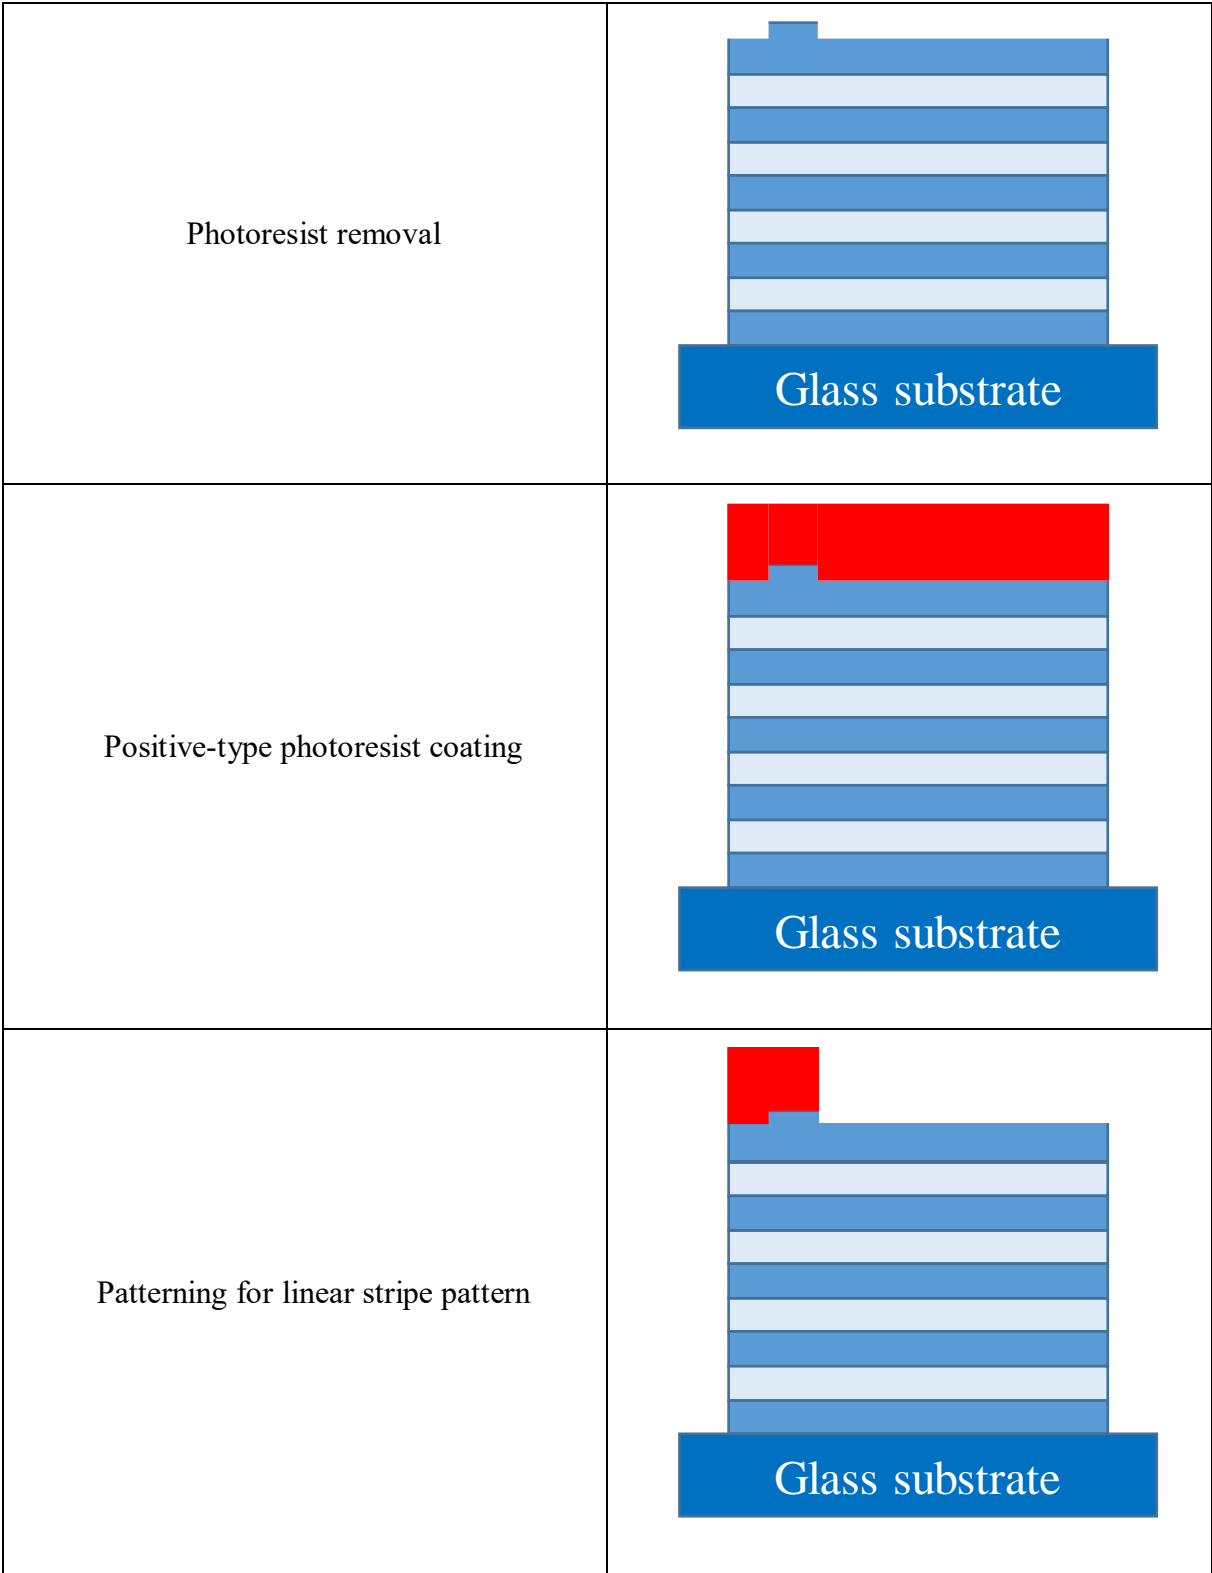 Photoresist removal
Glass substrate
Positive-type photoresist coating
Glass substrate
Patterning for linear stripe pattern
Glass substrate